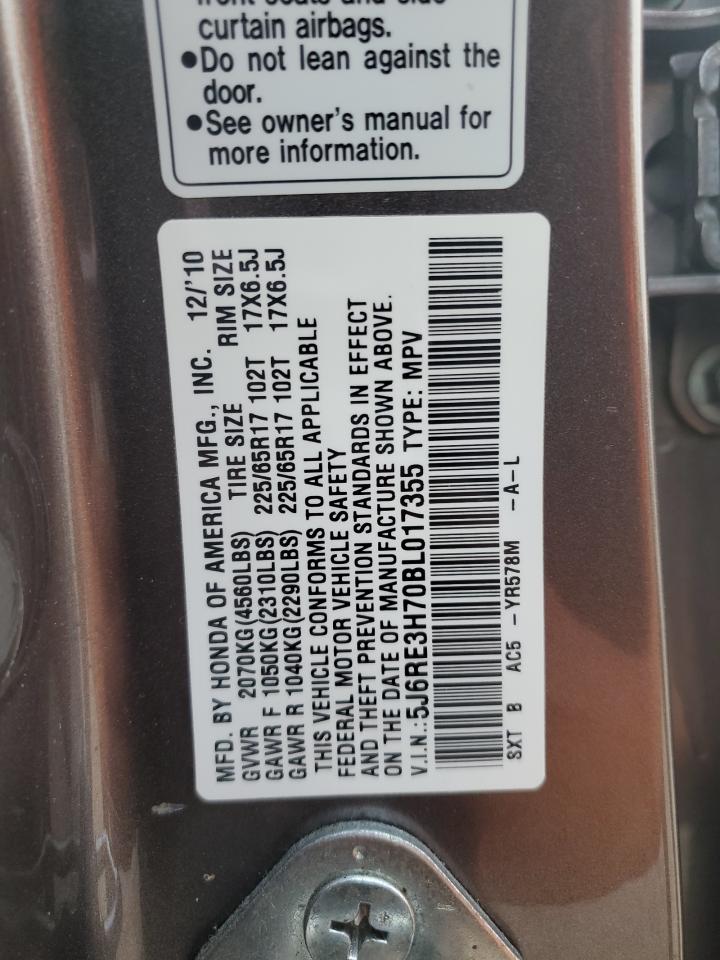 curtain airbags.
●Do not lean against the
door.
●See owner's manual for
more information.
MFD. BY HONDA OF AMERICA MFG., INC. 12/'10
GVWR 2070KG(4560LBS) TIRE SIZE RIM SIZE
GAWR F 1050KG(2310LBS) 225/65R17 102T 17X6.5J
GAWR R 1040KG(2290LBS) 225/65R17 102T 17X6.5J
THIS VEHICLE CONFORMS TO ALL APPLICABLE
FEDERAL MOTOR VEHICLE SAFETY
AND THEFT PREVENTION STANDARDS IN EFFECT
ON THE DATE OF MANUFACTURE SHOWN ABOVE.
V.I.N.:5J6RE3H70BL017355 TYPE: MPV
SXT B AC5 -YR578M -A-L